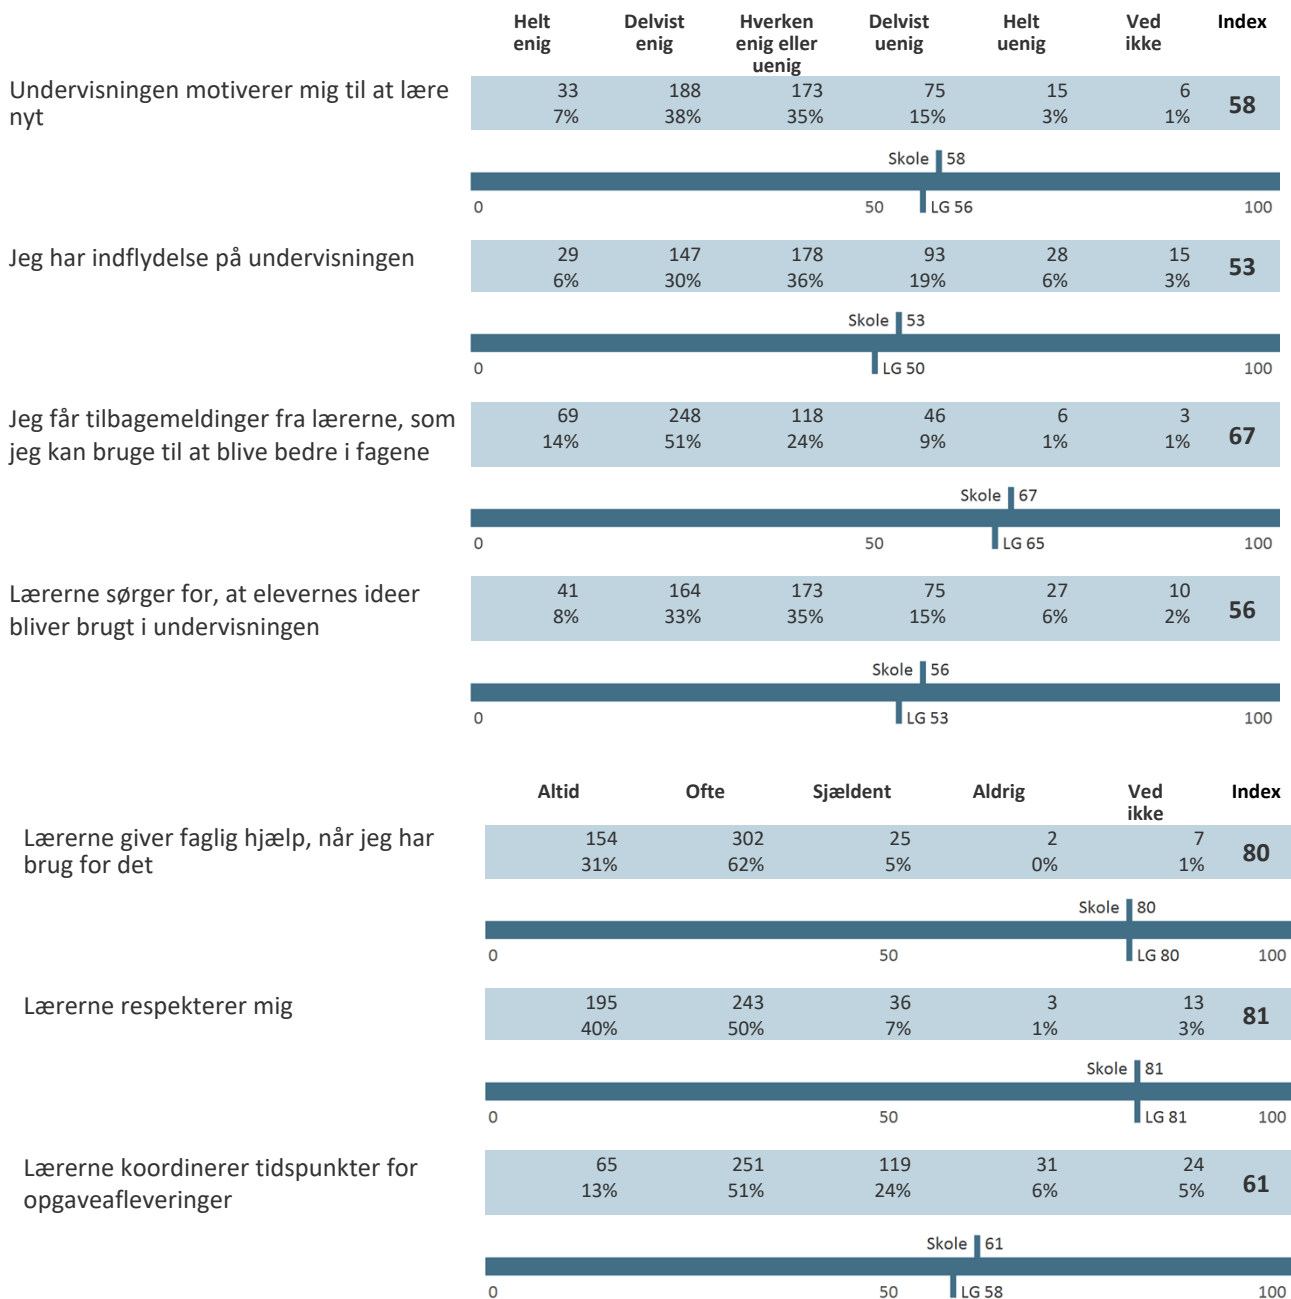 Helt Delvist Hverken Delvist Helt Ved Index
enig enig enig eller uenig uenig ikke
uenig
Undervisningen motiverer mig til at lære
nyt
33 188 173 75 15 6
7% 38% 35% 15% 3% 1%
58
Skole 58
0 50 LG 56 100
Jeg har indflydelse på undervisningen
29 147 178 93 28 15
6% 30% 36% 19% 6% 3%
53
Skole 53
0 LG 50 100
Jeg får tilbagemeldinger fra lærerne, som
jeg kan bruge til at blive bedre i fagene
69 248 118 46 6 3
14% 51% 24% 9% 1% 1%
67
Skole 67
0 50 LG 65 100
Lærerne sørger for, at elevernes ideer
bliver brugt i undervisningen
41 164 173 75 27 10
8% 33% 35% 15% 6% 2%
56
Skole 56
0 LG 53 100
Altid Ofte Sjældent Aldrig Ved Index
ikke
Lærerne giver faglig hjælp, når jeg har
brug for det
154 302 25 2 7
31% 62% 5% 0% 1%
80
Skole 80
0 50 LG 80 100
Lærerne respekterer mig
195 243 36 3 13
40% 50% 7% 1% 3%
81
Skole 81
0 50 LG 81 100
Lærerne koordinerer tidspunkter for
opgaveafleveringer
65 251 119 31 24
13% 51% 24% 6% 5%
61
Skole 61
0 50 LG 58 100